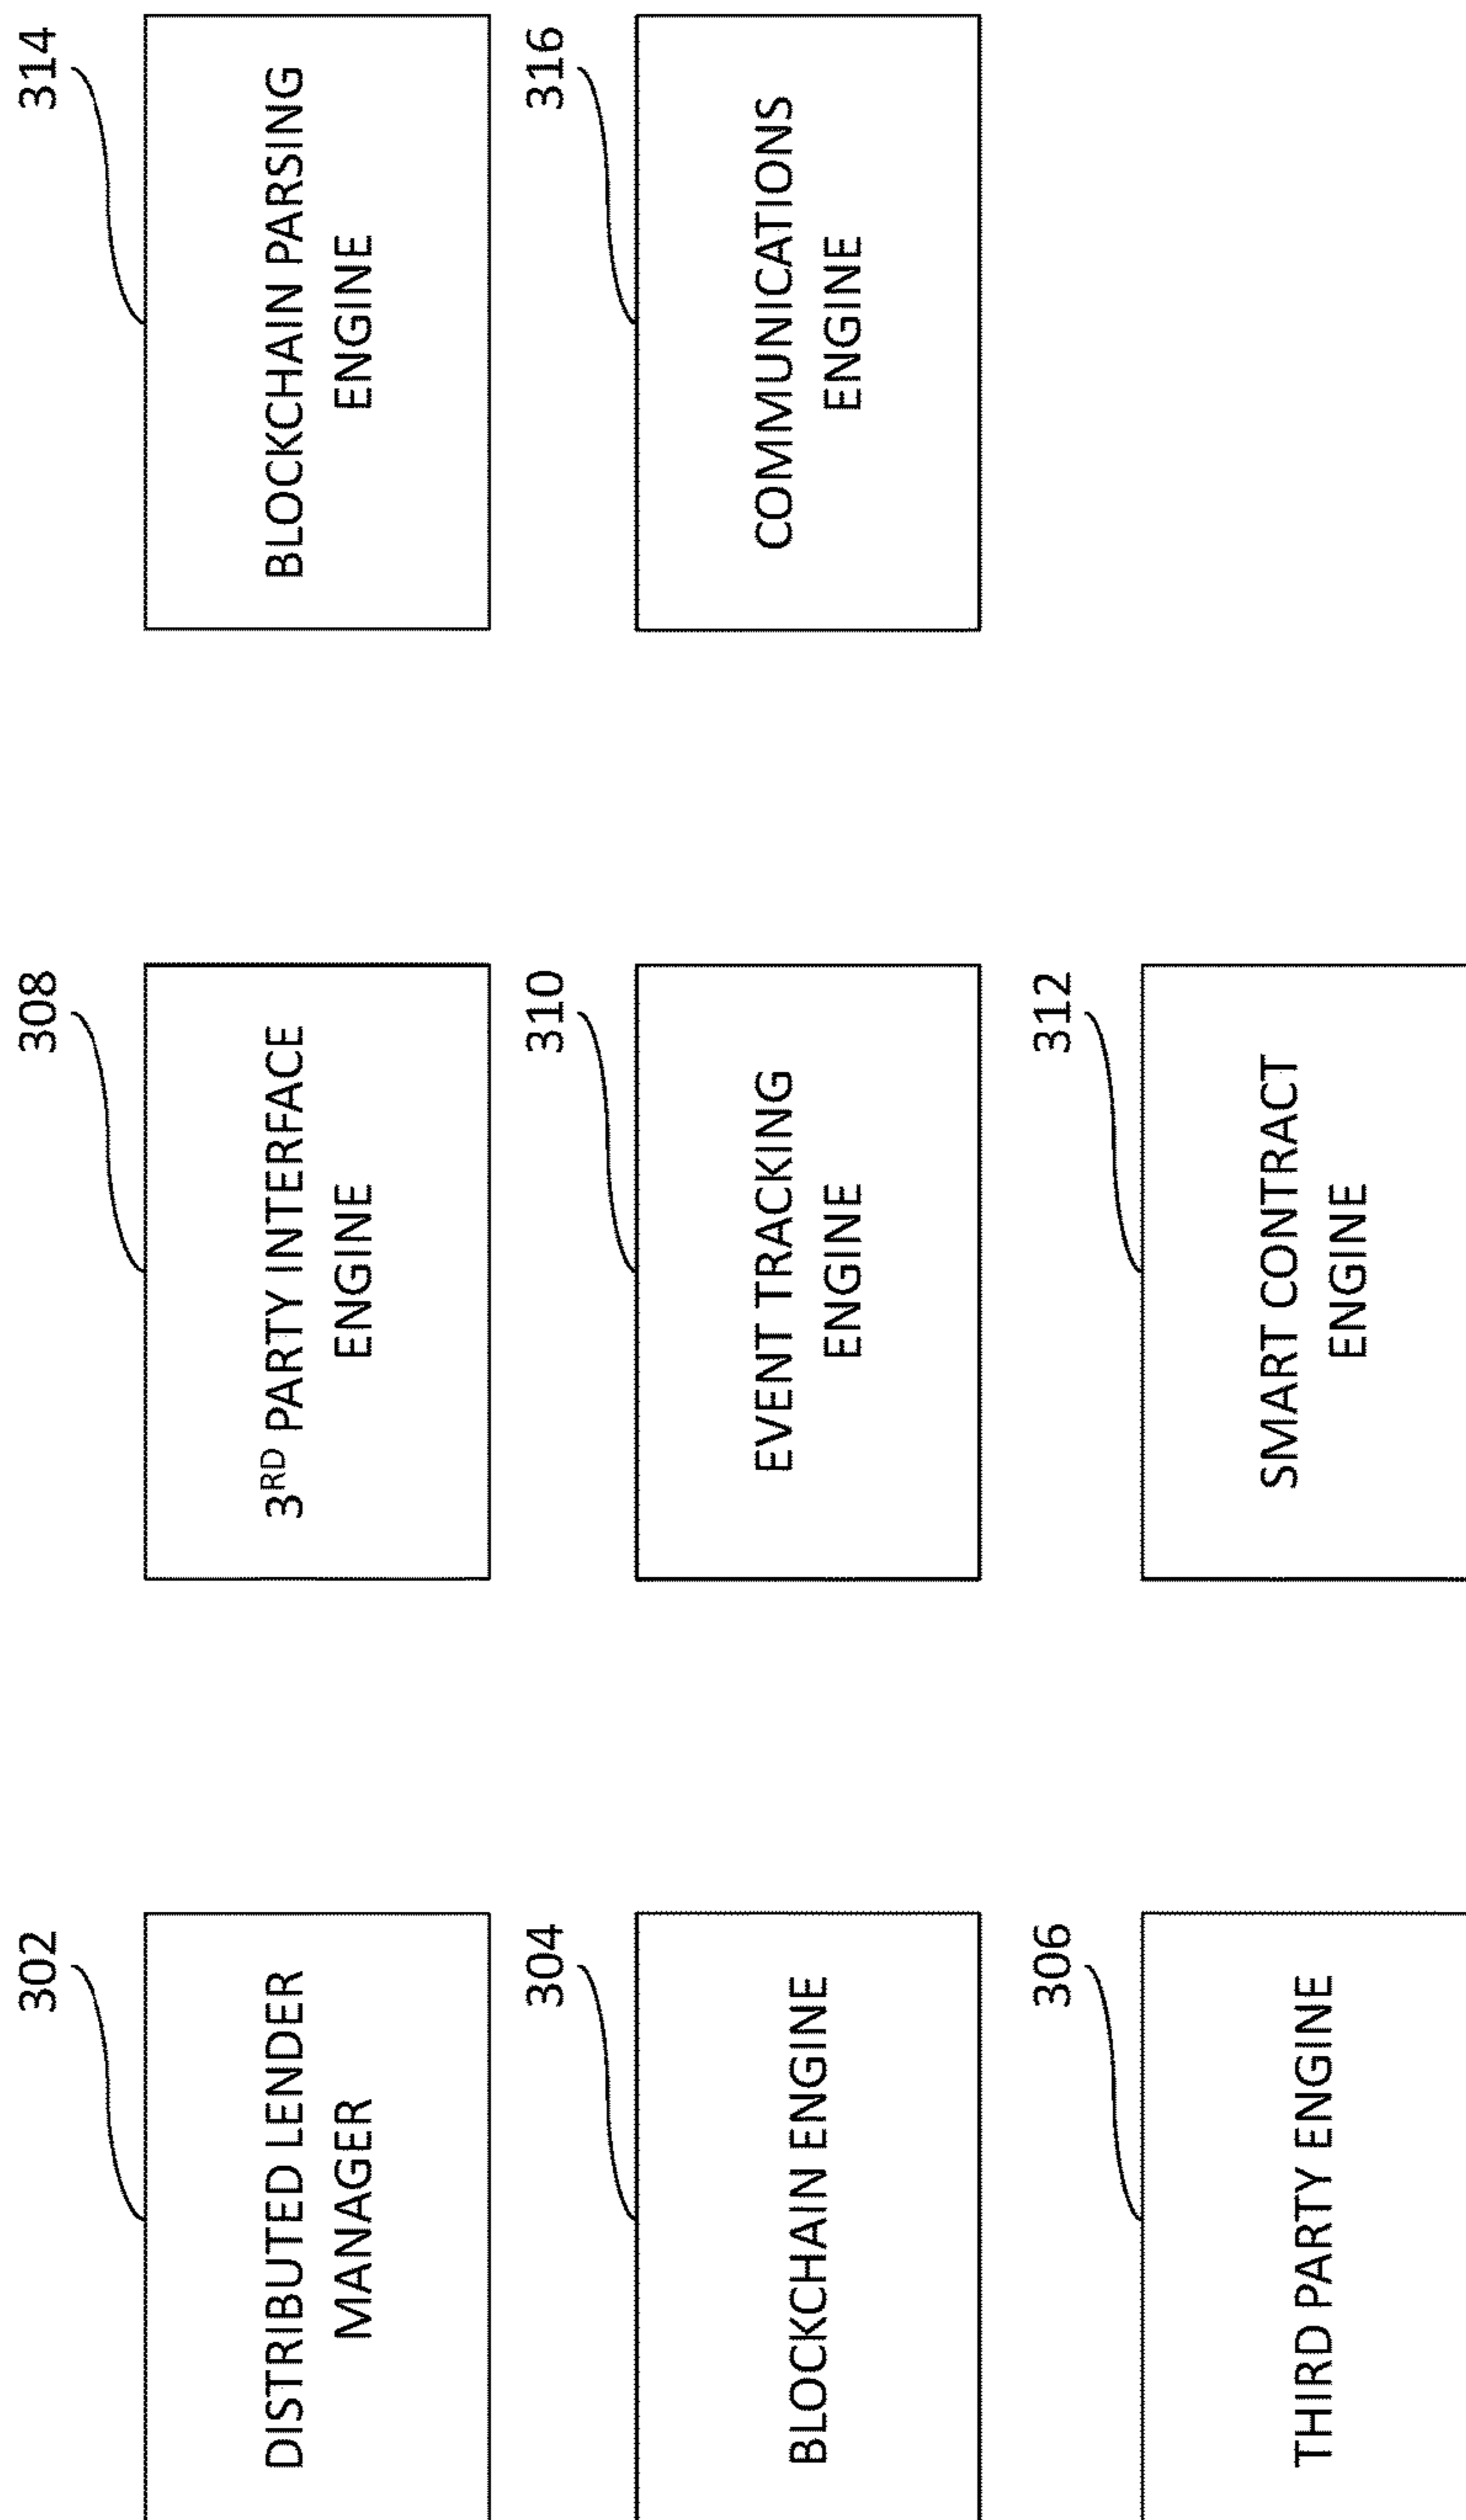 302
DISTRIBUTED LENDER
MANAGER
304
BLOCKCHAIN ENGINE
306
THIRD PARTY ENGINE
308
3RD PARTY INTERFACE
ENGINE
310
EVENT TRACKING
ENGINE
312
SMART CONTRACT
ENGINE
314
BLOCKCHAIN PARSING
ENGINE
316
COMMUNICATIONS
ENGINE